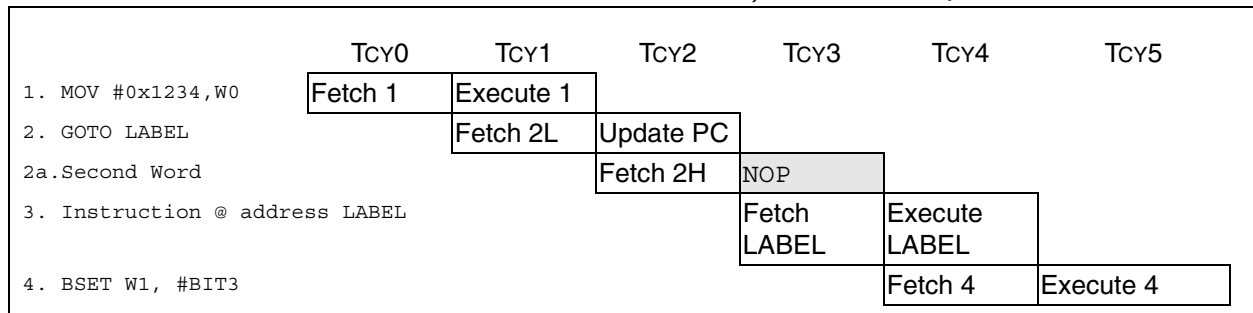 TCY0 TCY1 TCY2 TCY3 TCY4 TCY5
1. MOV #0x1234,W0 Fetch 1 Execute 1
2. GOTO LABEL Fetch 2L Update PC
2a.Second Word Fetch 2H NOP
3. Instruction @ address LABEL Fetch LABEL Execute LABEL
4. BSET W1, #BIT3 Fetch 4 Execute 4